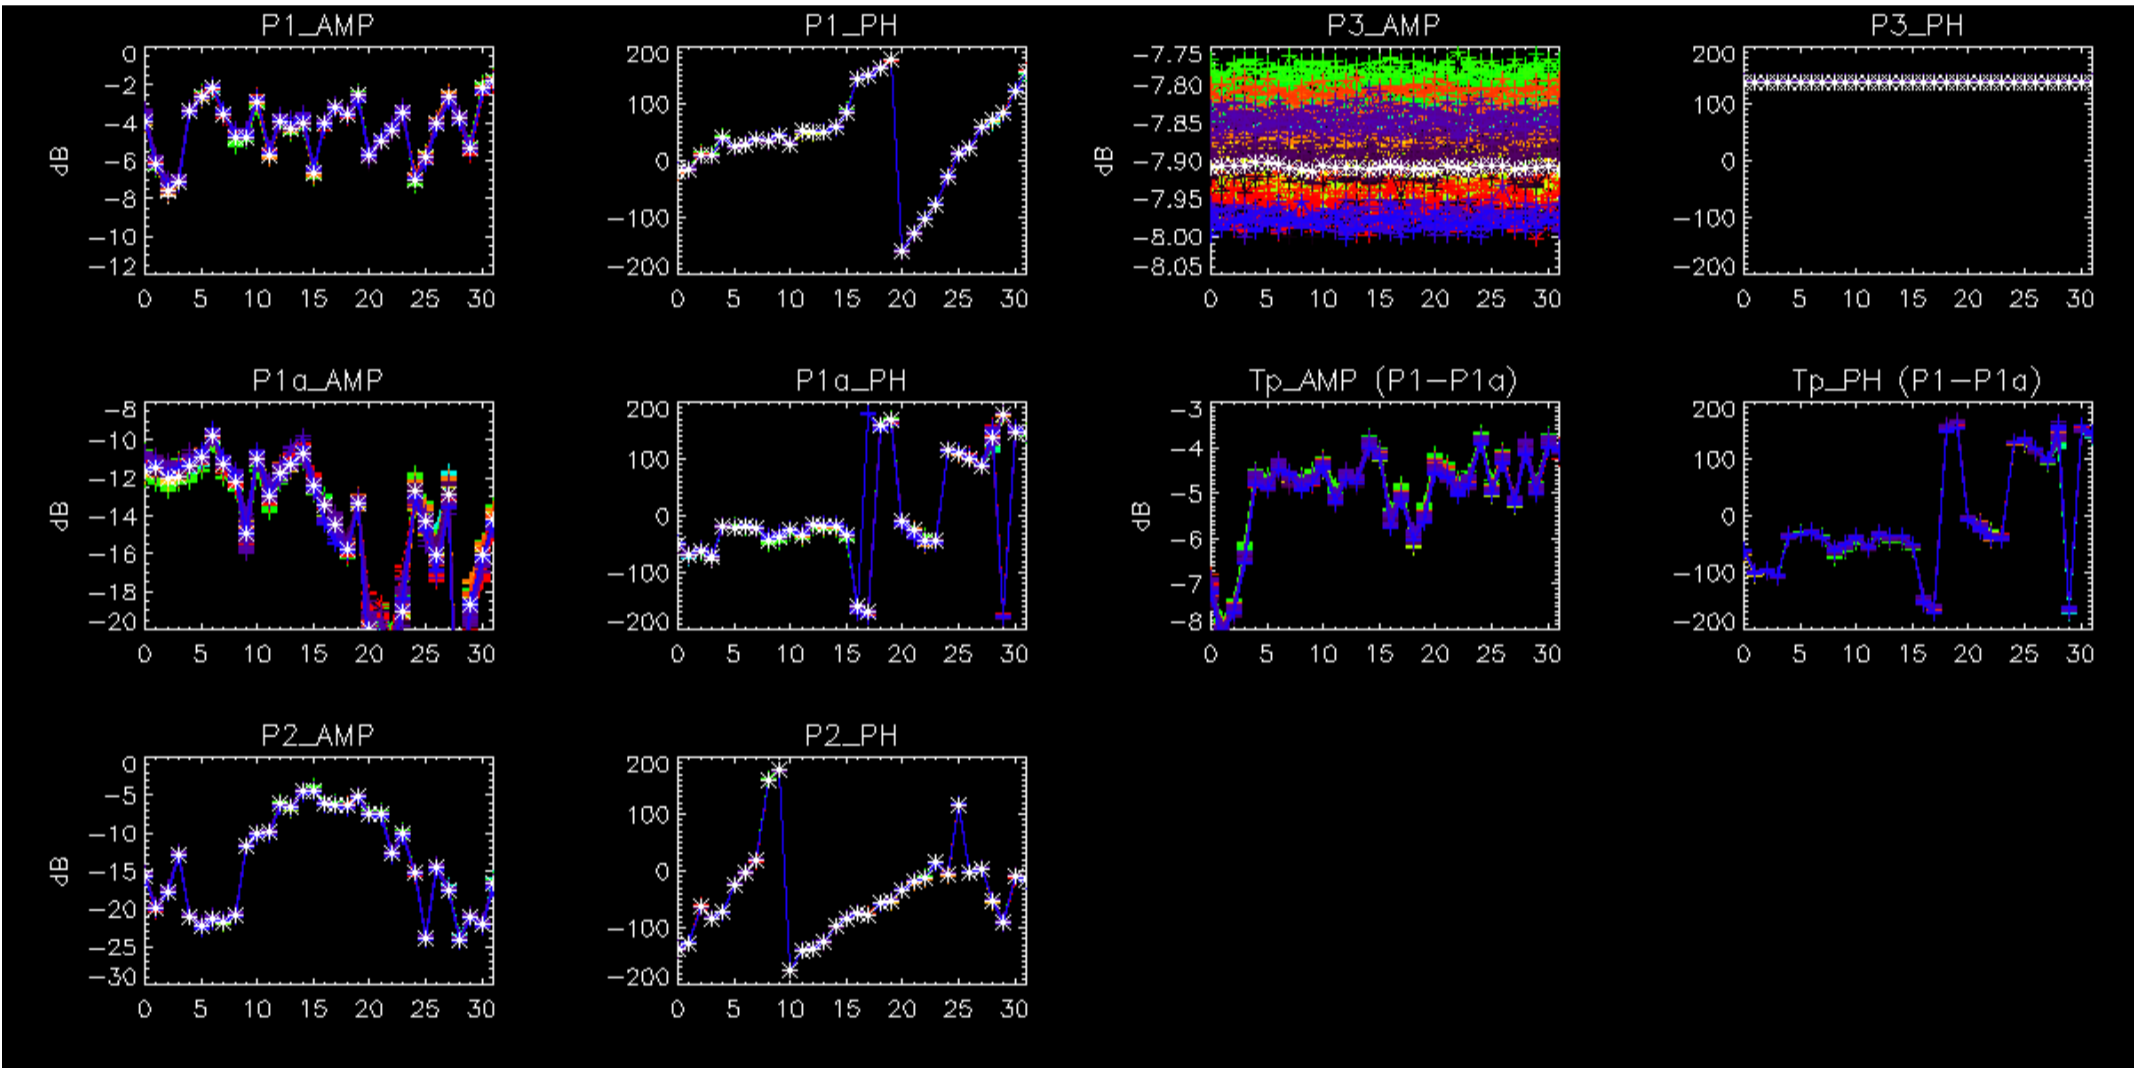 P1_AMP P1_PH P3_AMP P3_PH
dB 0 −2 −4 −6 −8 −10 −12
0 5 10 15 20 25 30
200 100 0 −100 −200
0 5 10 15 20 25 30
dB −7.75 −7.80 −7.85 −7.90 −7.95 −8.00 −8.05
0 5 10 15 20 25 30
200 100 0 −100 −200
0 5 10 15 20 25 30
P1a_AMP P1a_PH Tp_AMP (P1−P1a) Tp_PH (P1−P1a)
dB −8 −10 −12 −14 −16 −18 −20
0 5 10 15 20 25 30
200 100 0 −100 −200
0 5 10 15 20 25 30
dB −3 −4 −5 −6 −7 −8
0 5 10 15 20 25 30
200 100 0 −100 −200
0 5 10 15 20 25 30
P2_AMP P2_PH
dB 0 −5 −10 −15 −20 −25 −30
0 5 10 15 20 25 30
200 100 0 −100 −200
0 5 10 15 20 25 30